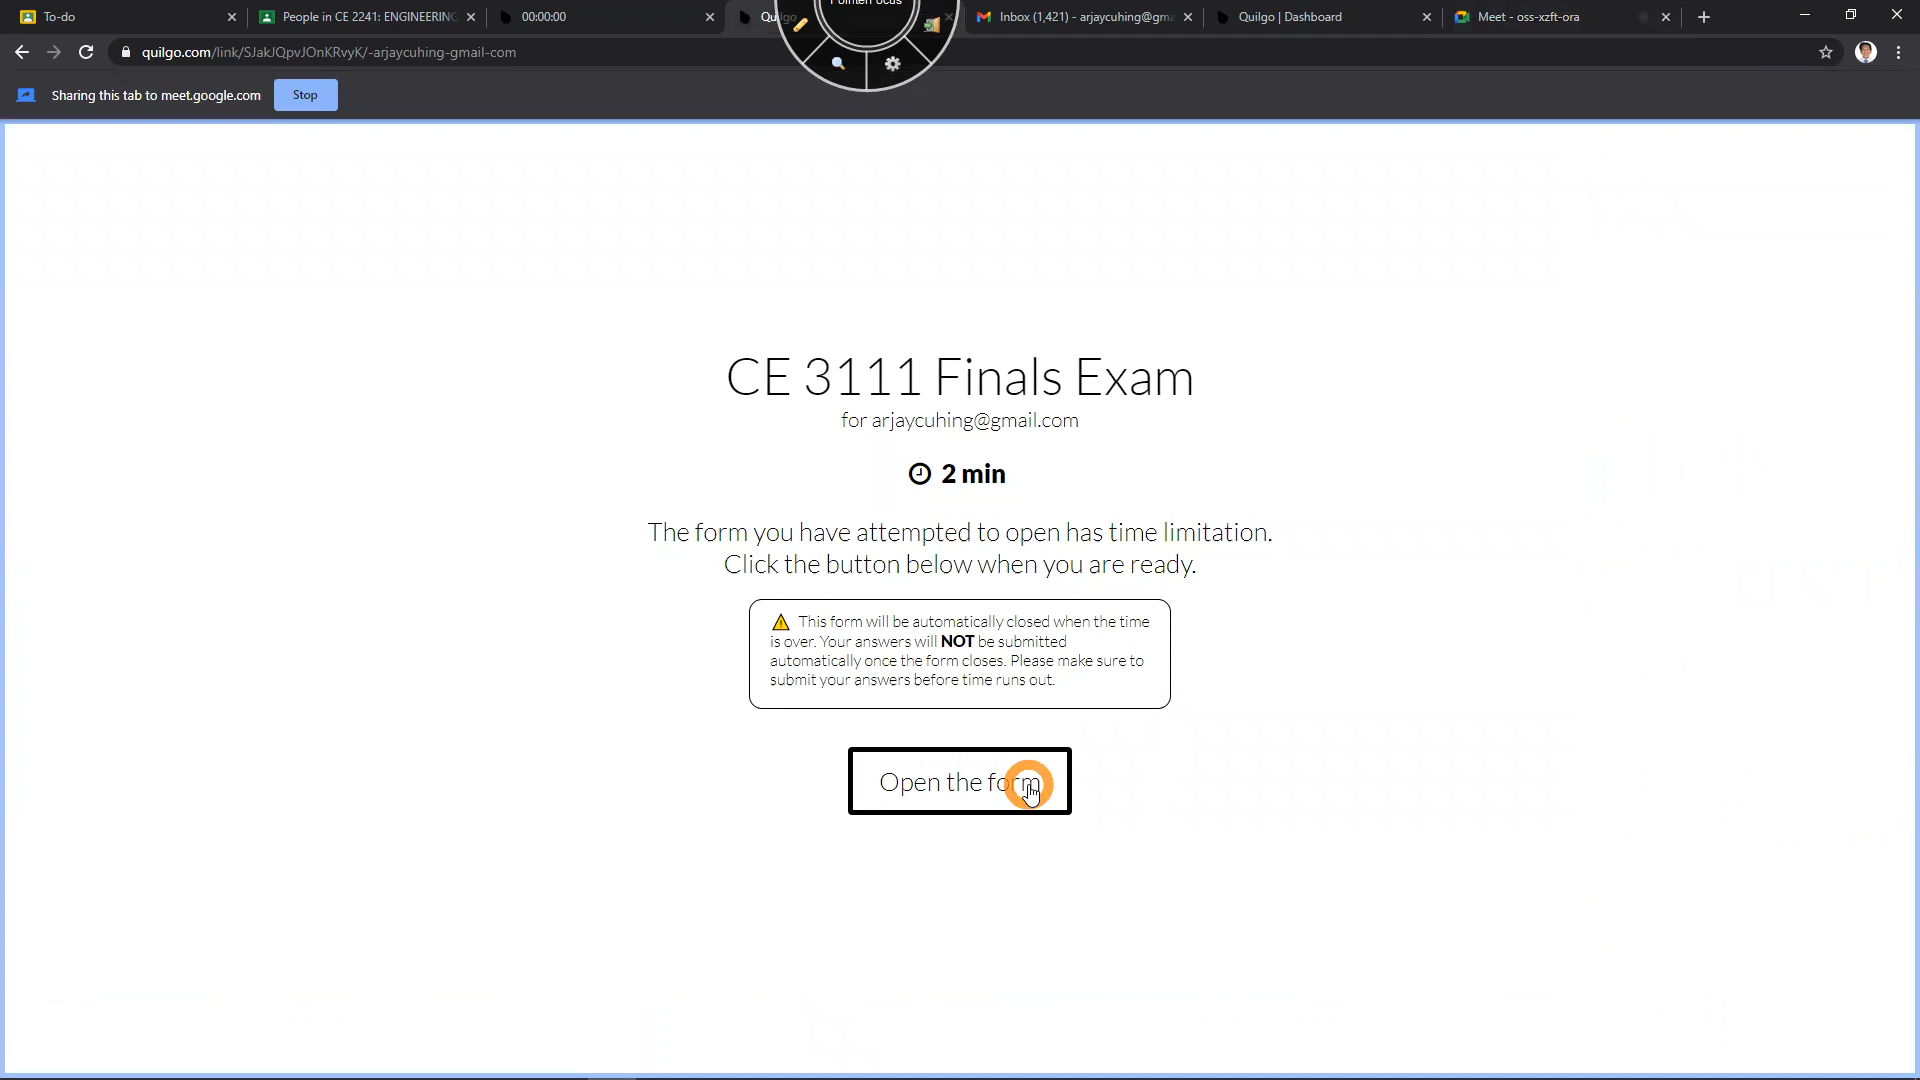 To-do
People in CE 2241: ENGINEERING
00:00:00
Quilgo
Inbox (1,421) - arjaycuhing@gma
Quilgo | Dashboard
Meet - oss-xzft-ora
quilgo.com/link/SJakJQpvJOnKRvyK/-arjaycuhing-gmail-com
Sharing this tab to meet.google.com
Stop
CE 3111 Finals Exam
for arjaycuhing@gmail.com
2 min
The form you have attempted to open has time limitation.
Click the button below when you are ready.
This form will be automatically closed when the time
is over. Your answers will NOT be submitted
automatically once the form closes. Please make sure to
submit your answers before time runs out.
Open the form